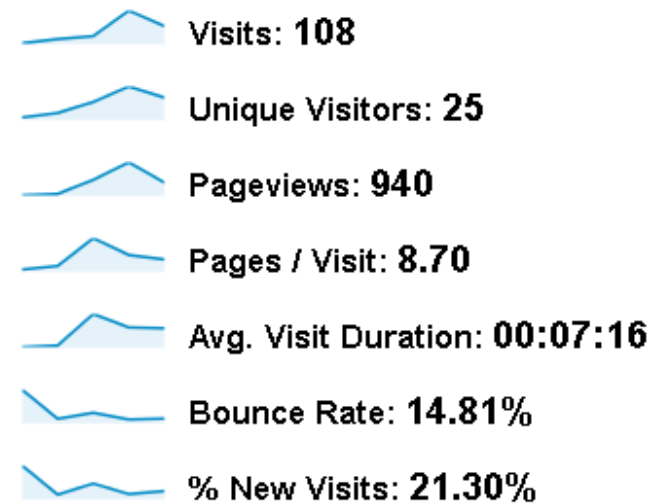 Visits: 108
Unique Visitors: 25
Pageviews: 940
Pages / Visit: 8.70
Avg. Visit Duration: 00:07:16
Bounce Rate: 14.81%
% New Visits: 21.30%